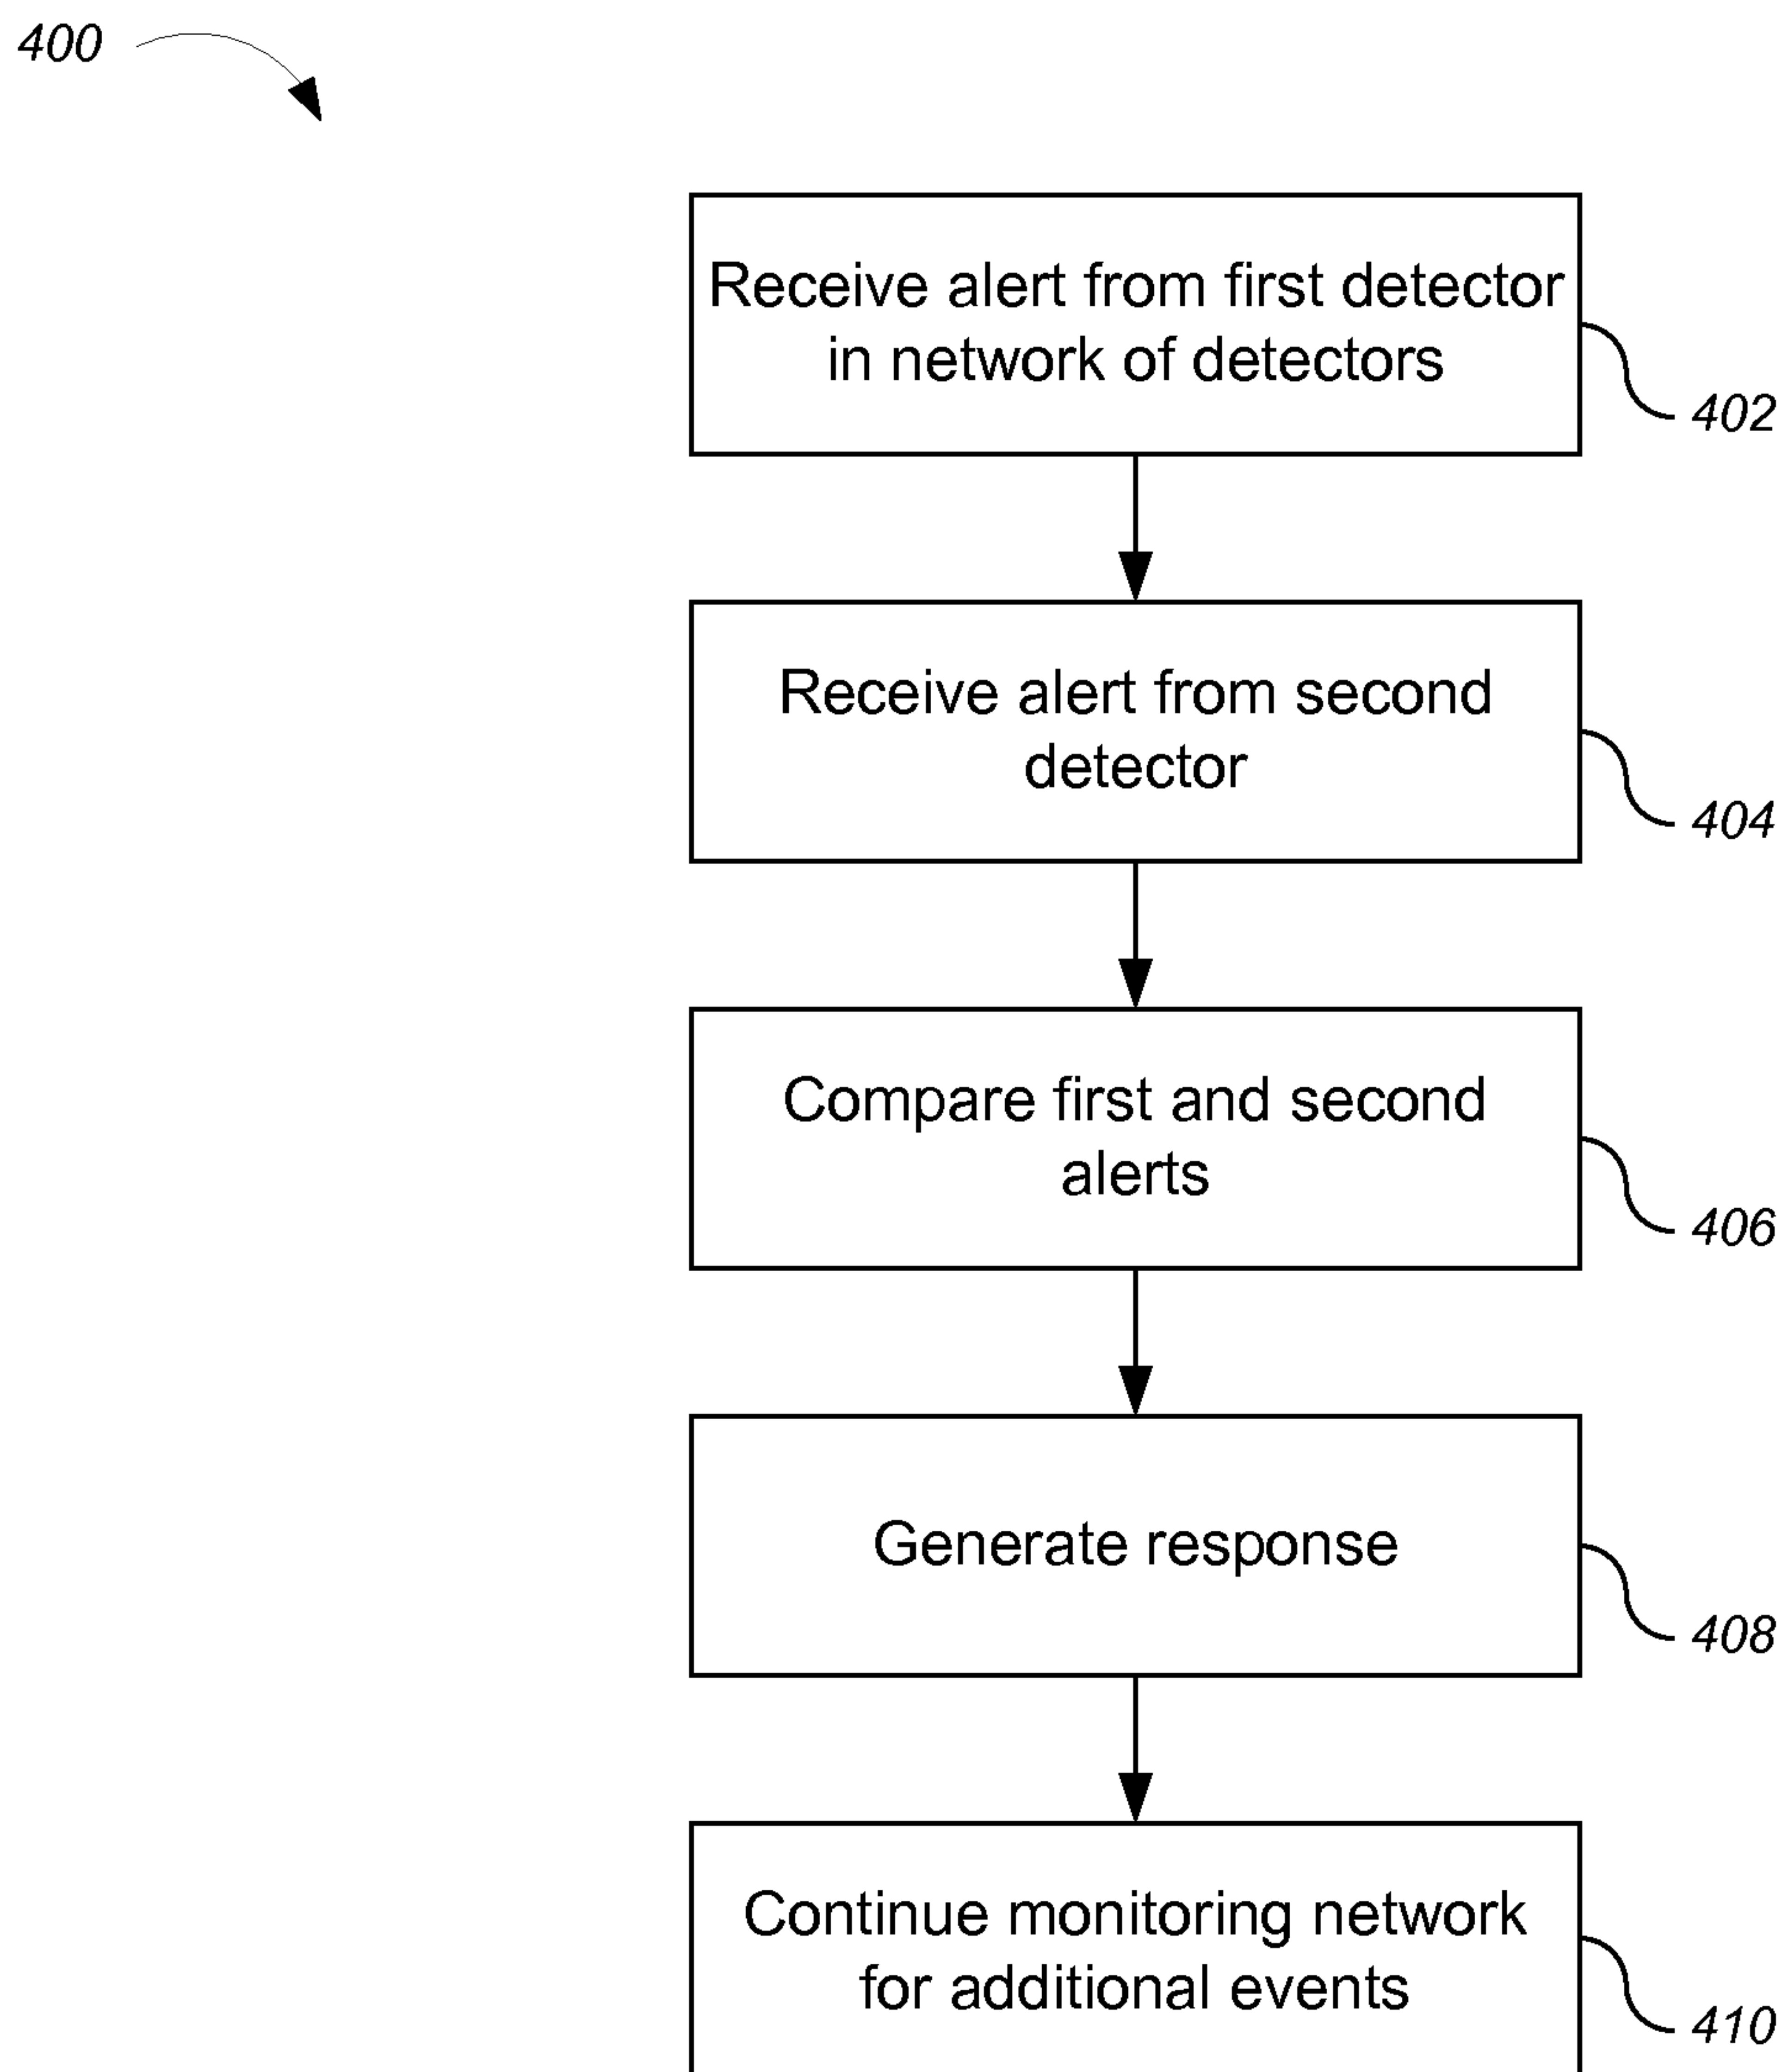 400
Receive alert from first detector
in network of detectors
402
Receive alert from second
detector
404
Compare first and second
alerts
406
Generate response
408
Continue monitoring network
for additional events
410